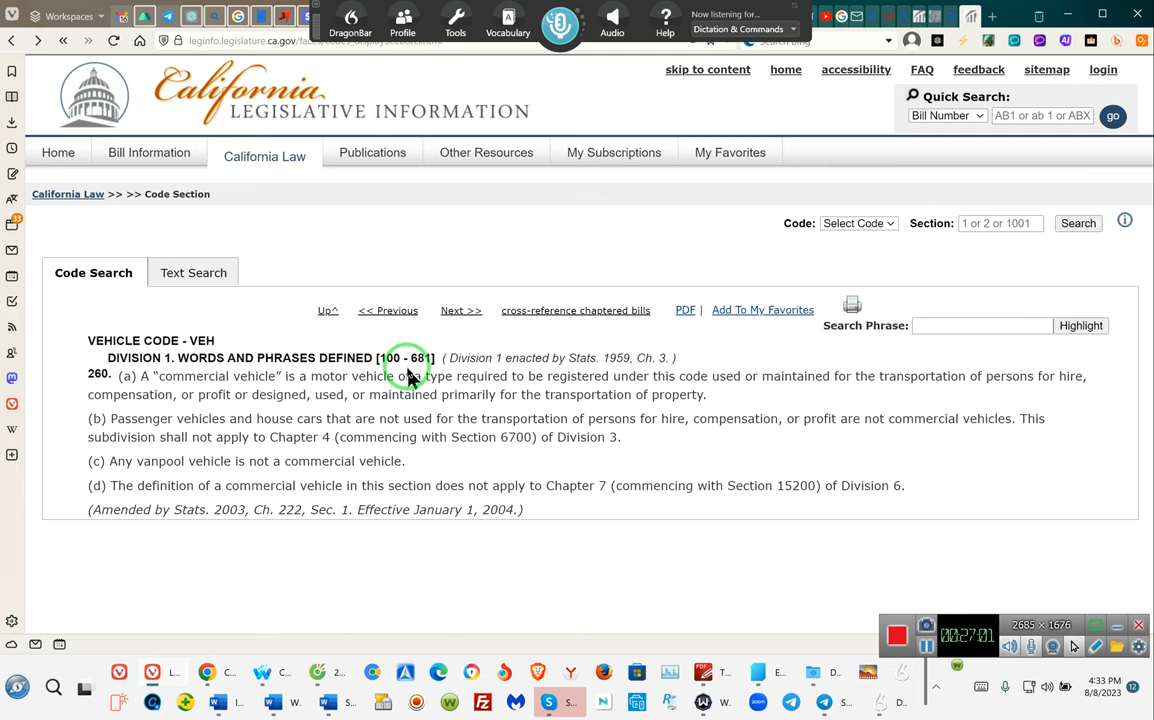 Workspaces
DragonBar
Profile
Tools
Vocabulary
Audio
Help
Now listening for...
Dictation & Commands
leginfo.legislature.ca.gov
skip to content
home
accessibility
FAQ
feedback
sitemap
login
California
LEGISLATIVE INFORMATION
Quick Search:
Bill Number
AB1 or ab 1 or ABX
go
Home
Bill Information
California Law
Publications
Other Resources
My Subscriptions
My Favorites
California Law >> >> Code Section
Code:
Select Code
Section:
1 or 2 or 1001
Search
Code Search
Text Search
Up^
<< Previous
Next >>
cross-reference chaptered bills
PDF |
Add To My Favorites
Search Phrase:
Highlight
VEHICLE CODE - VEH
DIVISION 1. WORDS AND PHRASES DEFINED [100 - 681] ( Division 1 enacted by Stats. 1959, Ch. 3. )
260. (a) A “commercial vehicle” is a motor vehicle of a type required to be registered under this code used or maintained for the transportation of persons for hire,
compensation, or profit or designed, used, or maintained primarily for the transportation of property.
(b) Passenger vehicles and house cars that are not used for the transportation of persons for hire, compensation, or profit are not commercial vehicles. This
subdivision shall not apply to Chapter 4 (commencing with Section 6700) of Division 3.
(c) Any vanpool vehicle is not a commercial vehicle.
(d) The definition of a commercial vehicle in this section does not apply to Chapter 7 (commencing with Section 15200) of Division 6.
(Amended by Stats. 2003, Ch. 222, Sec. 1. Effective January 1, 2004.)
33
00:27:01
2685 × 1676
L...
C...
W C...
2...
C...
T...
E...
D...
I...
W.
S...
S...
W...
S...
D...
4:33 PM
8/8/2023
12